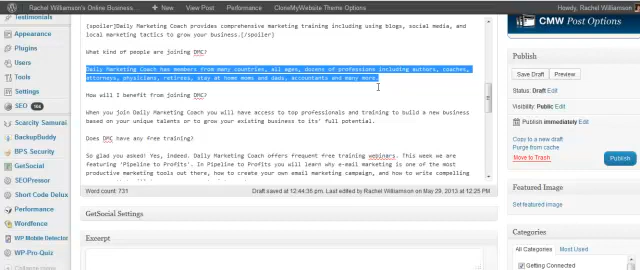 Rachel Williamson's Online Business...
1
+ New
View Post
Performance
CloneMyWebsite Theme Options
Howdy, Rachel Williamson
Appearance
Plugins
Users
Tools
Settings
SEO
Scarcity Samurai
BackupBuddy
BPS Security
GetSocial
SEOPressor
Short Code Delux
Performance
Wordfence
WP Mobile Detector
WP-Pro-Quiz
Collapse menu
[spoiler]Daily Marketing Coach provides comprehensive marketing training including using blogs, social media, and
local marketing tactics to grow your business.[/spoiler]
What kind of people are joining DMC?
Daily Marketing Coach has members from many countries, all ages, dozens of professions including authors, coaches,
attorneys, physicians, retirees, stay at home moms and dads, accountants and many more.
How will I benefit from joining DMC?
When you join Daily Marketing Coach you will have access to top professionals and training to build a new business
based on your unique talents or to grow your existing business to its' full potential.
Does DMC have any free training?
So glad you asked! Yes, indeed. Daily Marketing Coach offers frequent free training webinars. This week we are
featuring 'Pipeline to Profits'. In Pipeline to Profits you will learn why email marketing is one of the most
productive marketing tools out there, how to create your own email marketing campaign, and how to write compelling
Word count: 731
Draft saved at 12:44:35 pm. Last edited by Rachel Williamson on May 29, 2013 at 12:25 PM
GetSocial Settings
Excerpt
CMW Post Options
Publish
Save Draft
Preview
Status: Draft Edit
Visibility: Public Edit
Publish immediately Edit
Copy to a new draft
Purge from cache
Move to Trash
Publish
Featured Image
Set featured image
Categories
All Categories
Most Used
Getting Connected